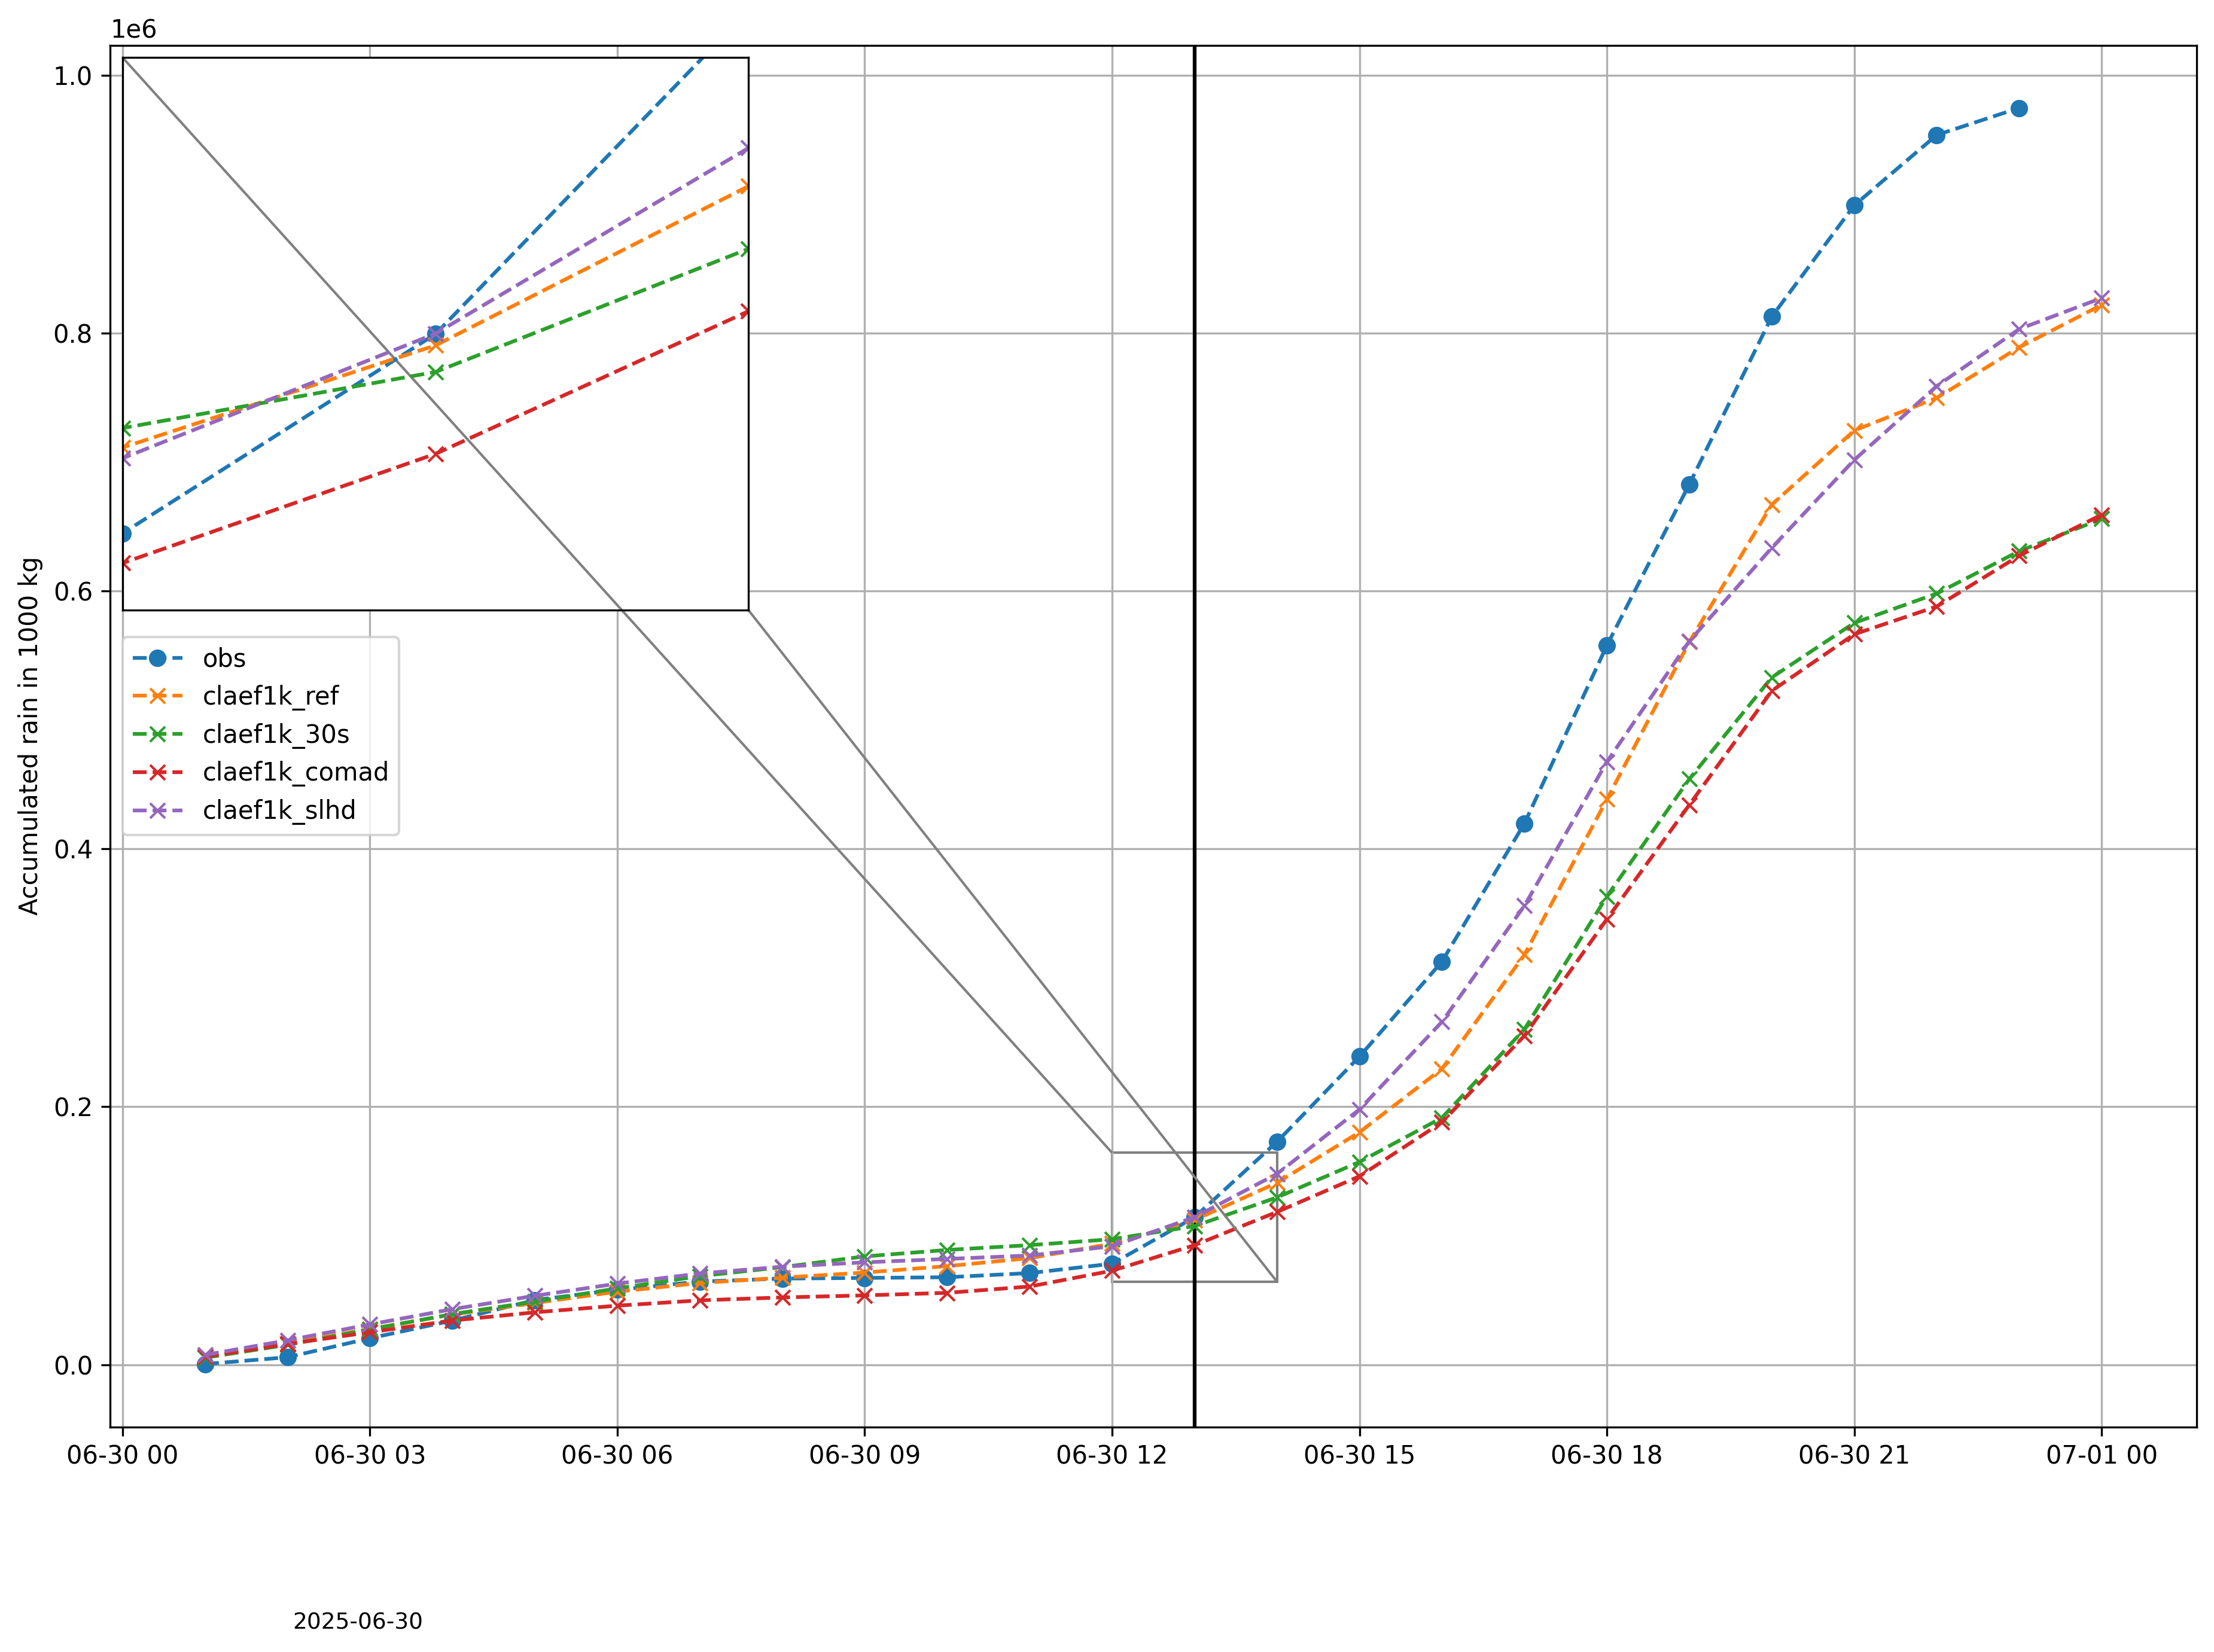 1e6
1.0
0.8
0.6
0.4
0.2
0.0
Accumulated rain in 1000 kg
obs
claef1k_ref
claef1k_30s
claef1k_comad
claef1k_slhd
06-30 00 06-30 03 06-30 06 06-30 09 06-30 12 06-30 15 06-30 18 06-30 21 07-01 00
2025-06-30